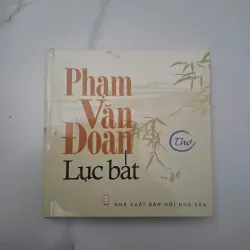 Phạm
Văn
Đoan
Thơ
Lục bát
NHÀ XUẤT BẢN HỘI NHÀ VĂN